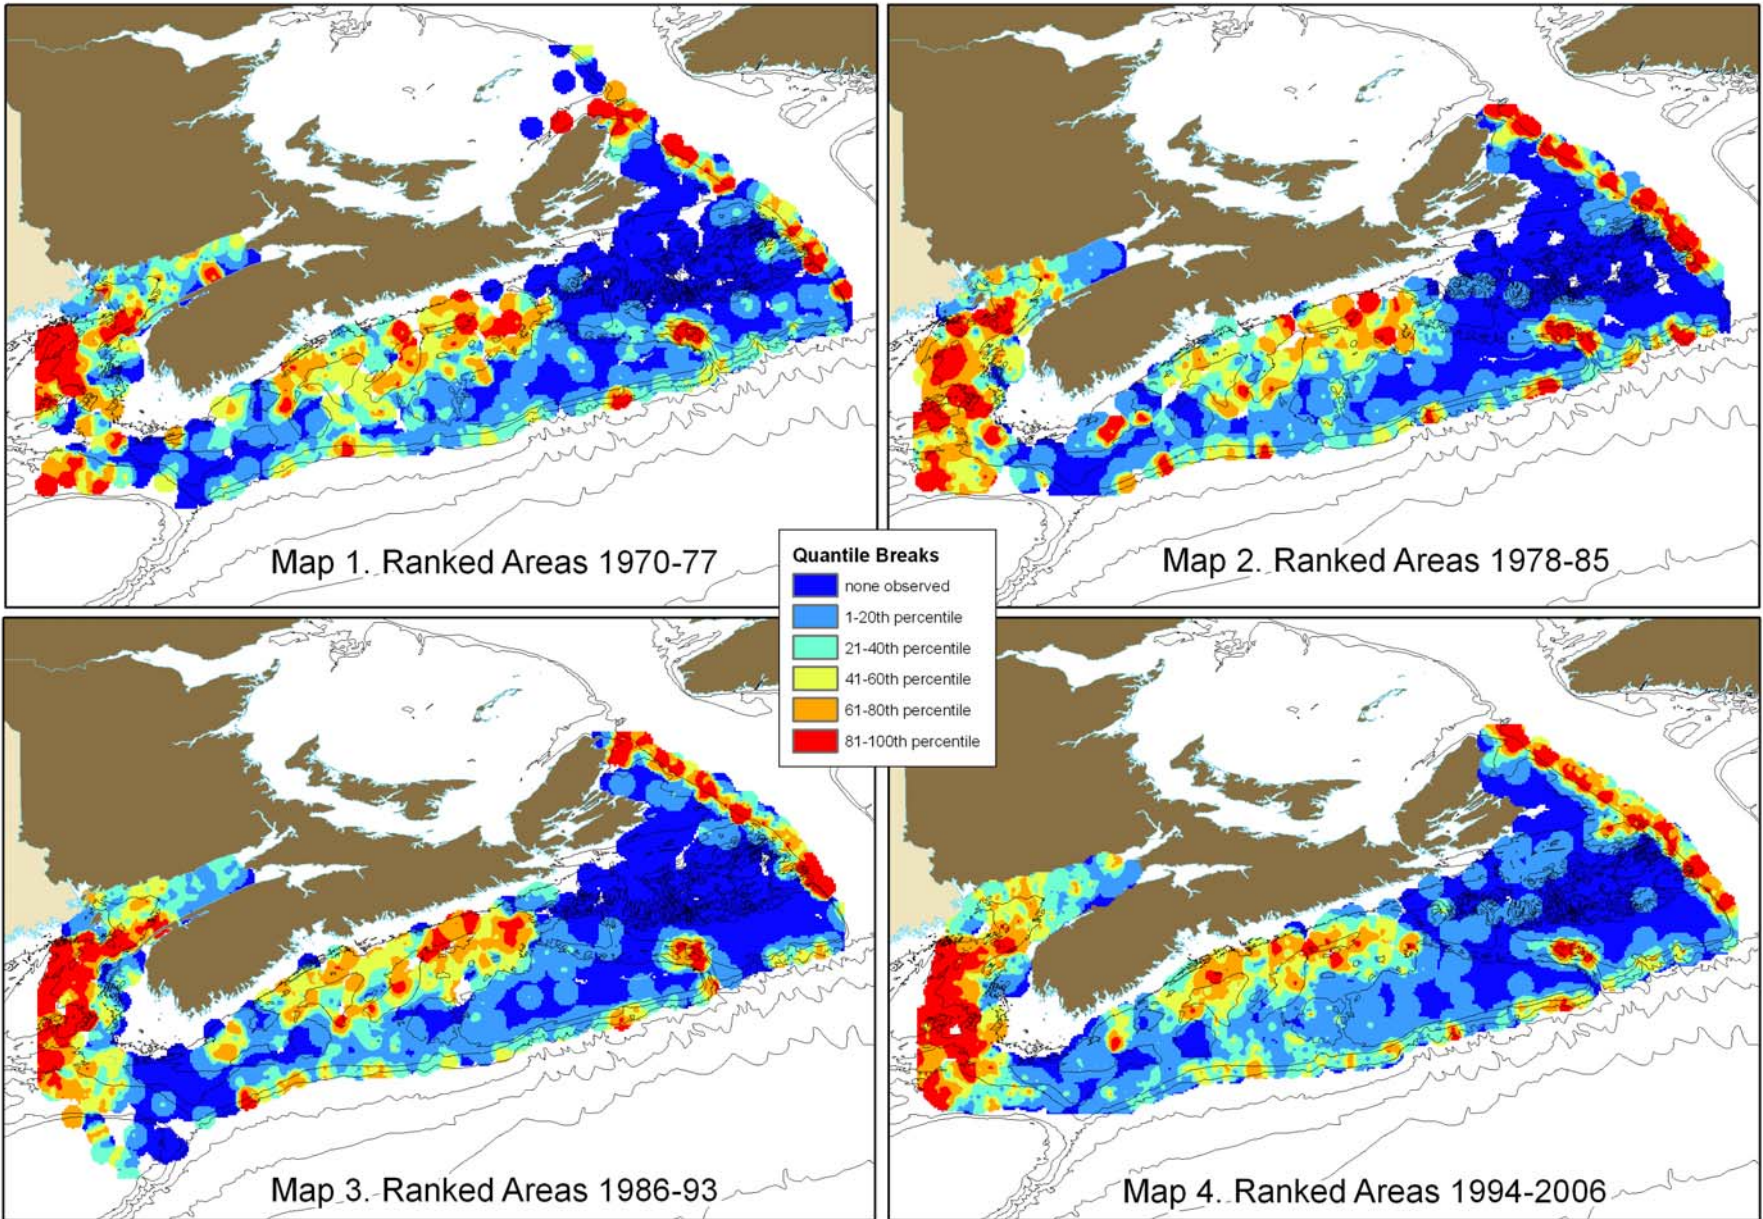 Map 1. Ranked Areas 1970-77
Map 2. Ranked Areas 1978-85
Quantile Breaks
none observed
1-20th percentile
21-40th percentile
41-60th percentile
61-80th percentile
81-100th percentile
Map 3. Ranked Areas 1986-93
Map 4. Ranked Areas 1994-2006